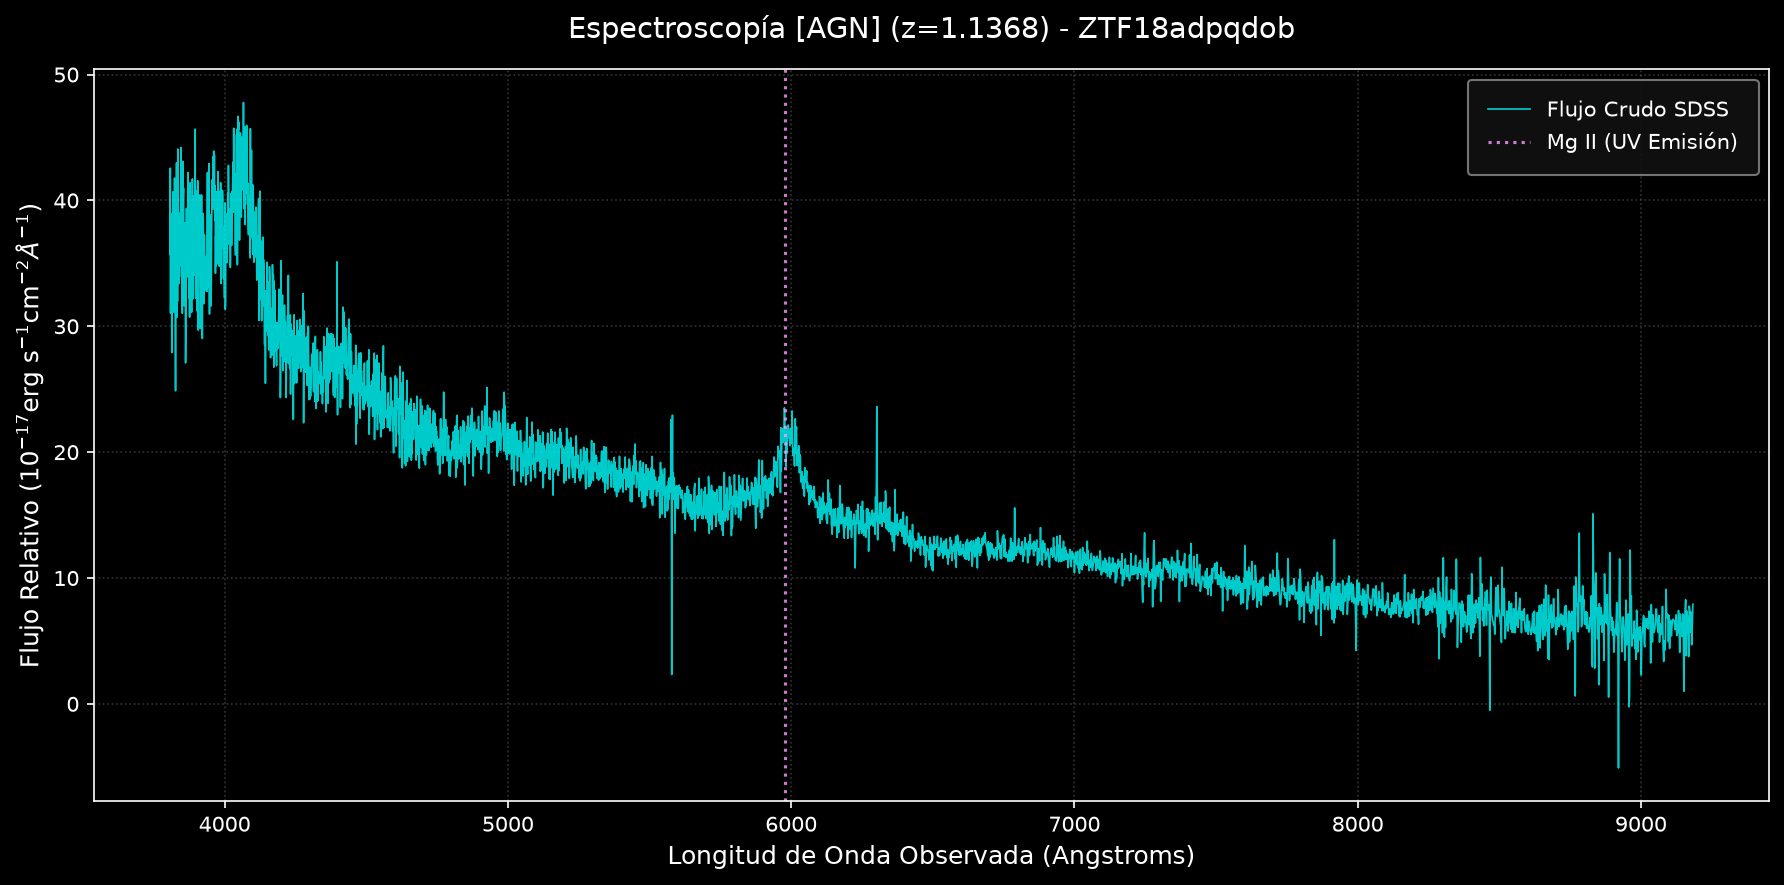 Espectroscopía [AGN] (z=1.1368) - ZTF18adpqdob
Flujo Crudo SDSS
Mg II (UV Emisión)
Flujo Relativo (10⁻¹⁷erg s⁻¹cm⁻²Å⁻¹)
50
40
30
20
10
0
4000 5000 6000 7000 8000 9000
Longitud de Onda Observada (Angstroms)